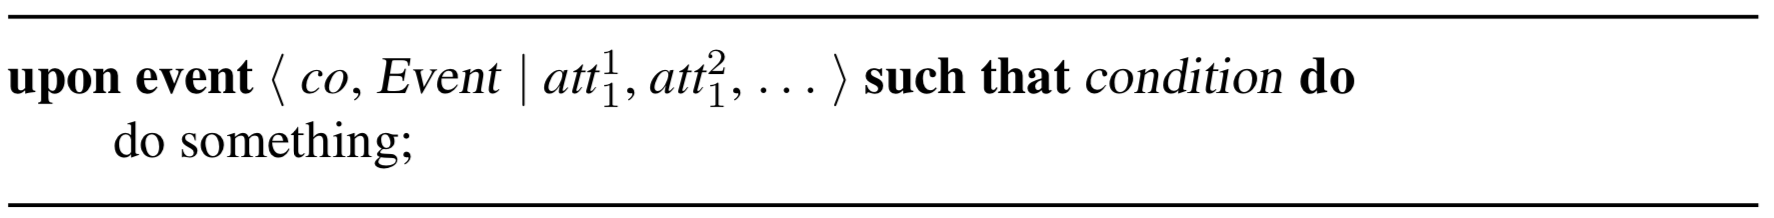 upon event ⟨ co, Event | att₁¹, att₁², . . . ⟩ such that condition do
do something;